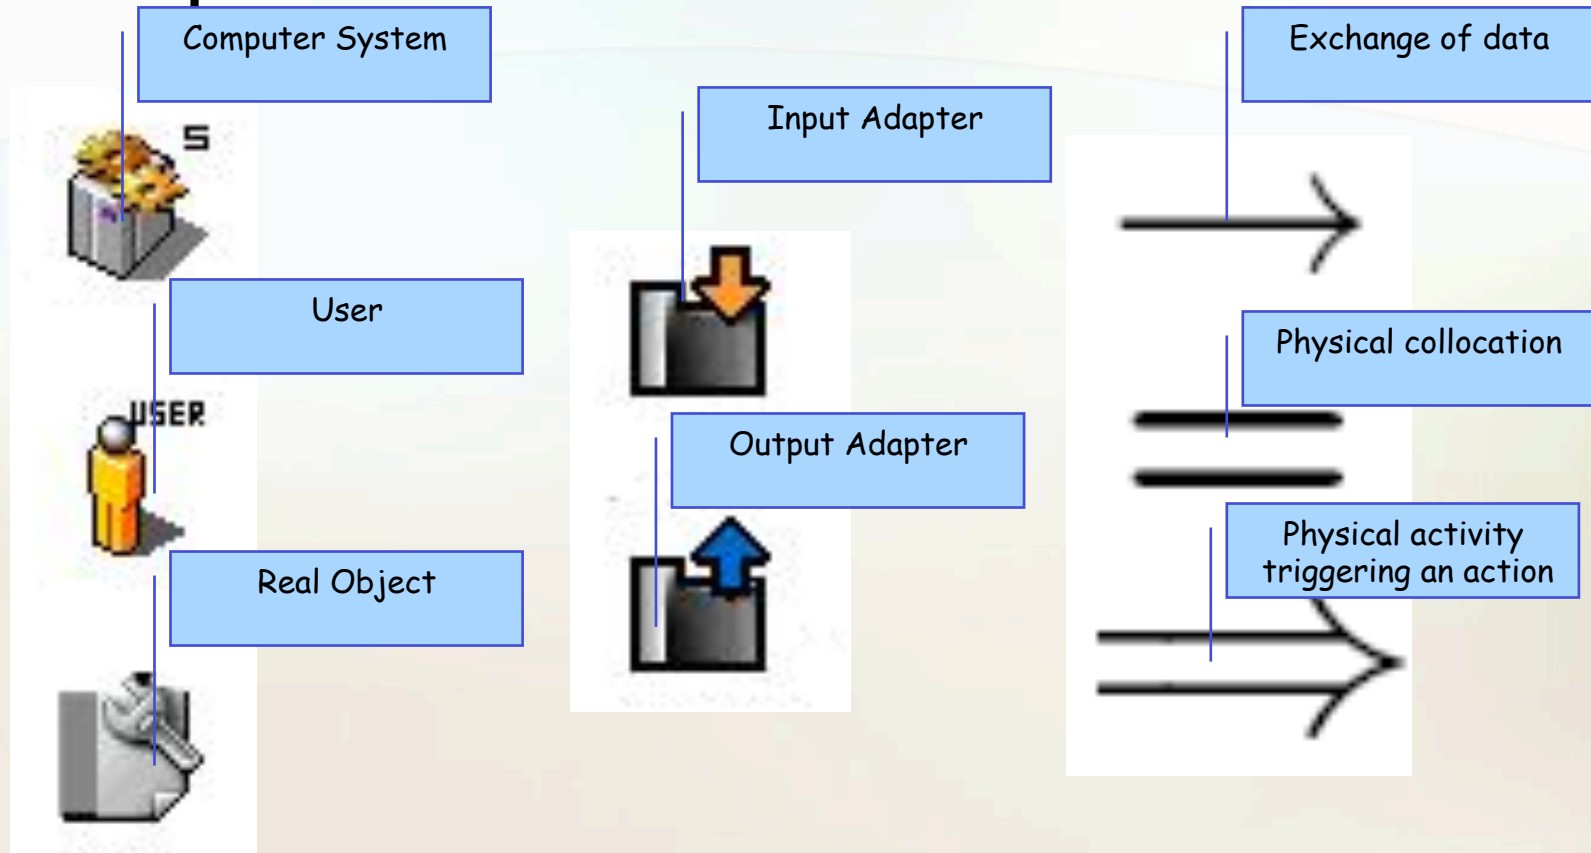 Computer System
S
User
USER
Real Object
Input Adapter
Output Adapter
Exchange of data
Physical collocation
Physical activity
triggering an action